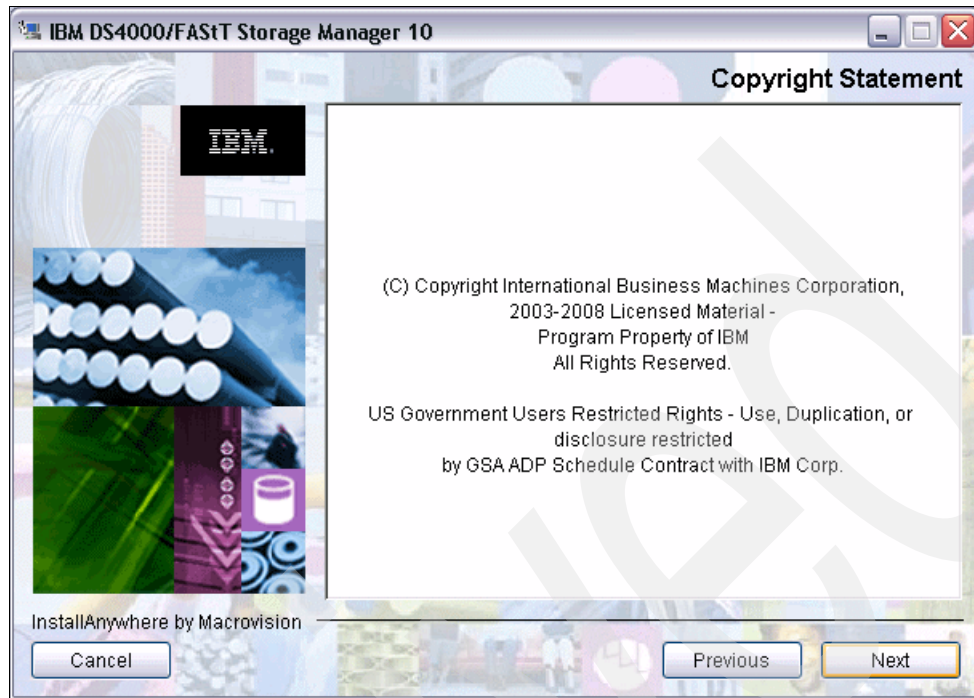 IBM DS4000/FAStT Storage Manager 10
Copyright Statement
IBM.
(C) Copyright International Business Machines Corporation,
2003-2008 Licensed Material -
Program Property of IBM
All Rights Reserved.
US Government Users Restricted Rights - Use, Duplication, or
disclosure restricted
by GSA ADP Schedule Contract with IBM Corp.
InstallAnywhere by Macrovision
Cancel
Previous
Next